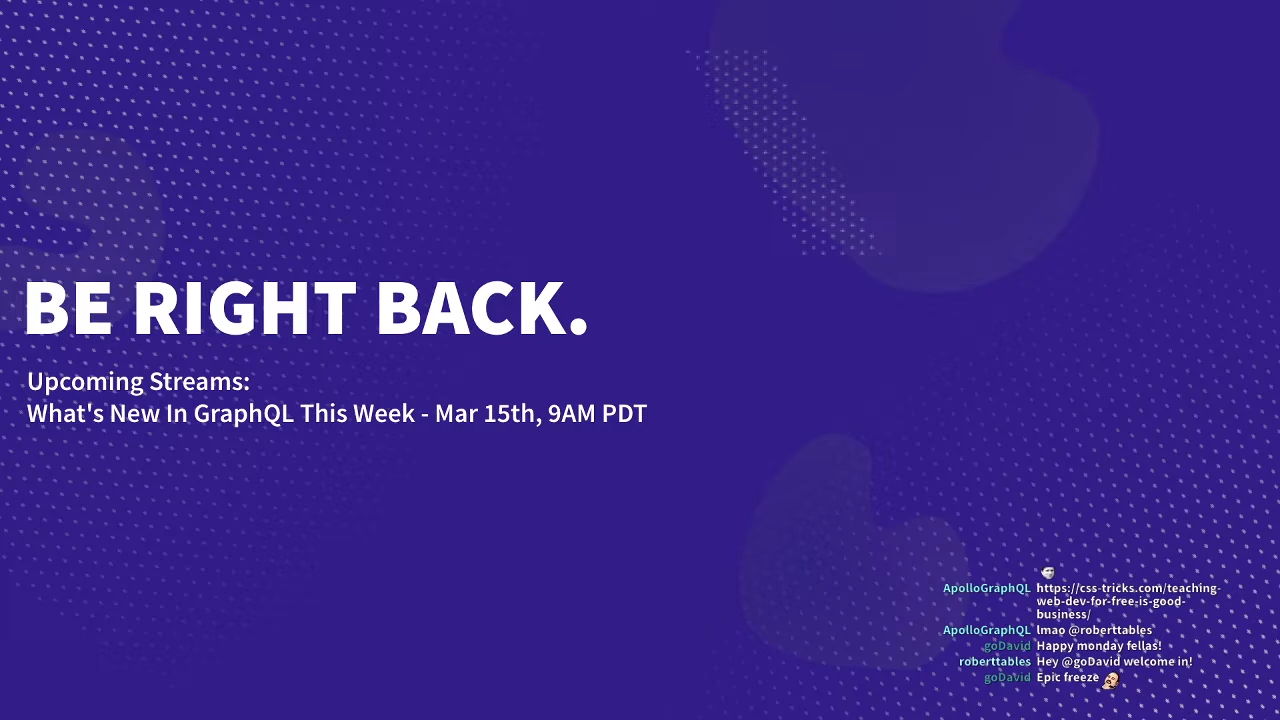 BE RIGHT BACK.
Upcoming Streams:
What's New In GraphQL This Week - Mar 15th, 9AM PDT
ApolloGraphQL https://css-tricks.com/teaching-
web-dev-for-free-is-good-
business/
ApolloGraphQL lmao @roberttables
goDavid Happy monday fellas!
roberttables Hey @goDavid welcome in!
goDavid Epic freeze